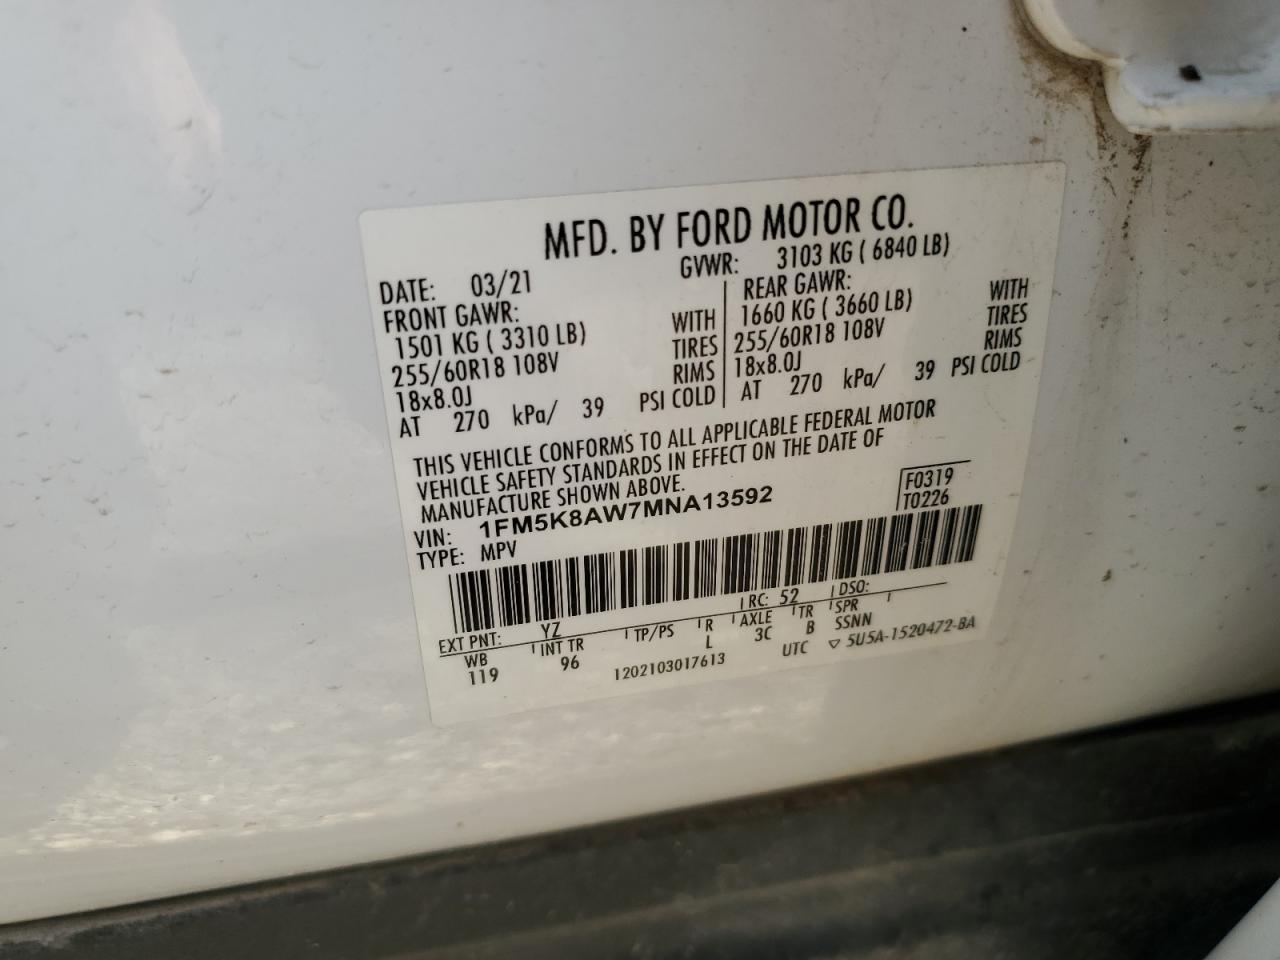 MFD. BY FORD MOTOR CO.
DATE: 03/21 GVWR: 3103 KG ( 6840 LB)
FRONT GAWR: REAR GAWR:
1501 KG ( 3310 LB) WITH 1660 KG ( 3660 LB) WITH
255/60R18 108V TIRES 255/60R18 108V TIRES
18x8.0J RIMS 18x8.0J RIMS
AT 270 kPa/ 39 PSI COLD AT 270 kPa/ 39 PSI COLD
THIS VEHICLE CONFORMS TO ALL APPLICABLE FEDERAL MOTOR
VEHICLE SAFETY STANDARDS IN EFFECT ON THE DATE OF
MANUFACTURE SHOWN ABOVE.
VIN: 1FM5K8AW7MNA13592 F0319
TYPE: MPV T0226
EXT PNT: YZ RC: 52 DSO:
WB INT TR TP/PS R AXLE TR SPR
119 96 L 3C B SSNN
1202103017613 UTC ▽ 5U5A-1520472-BA